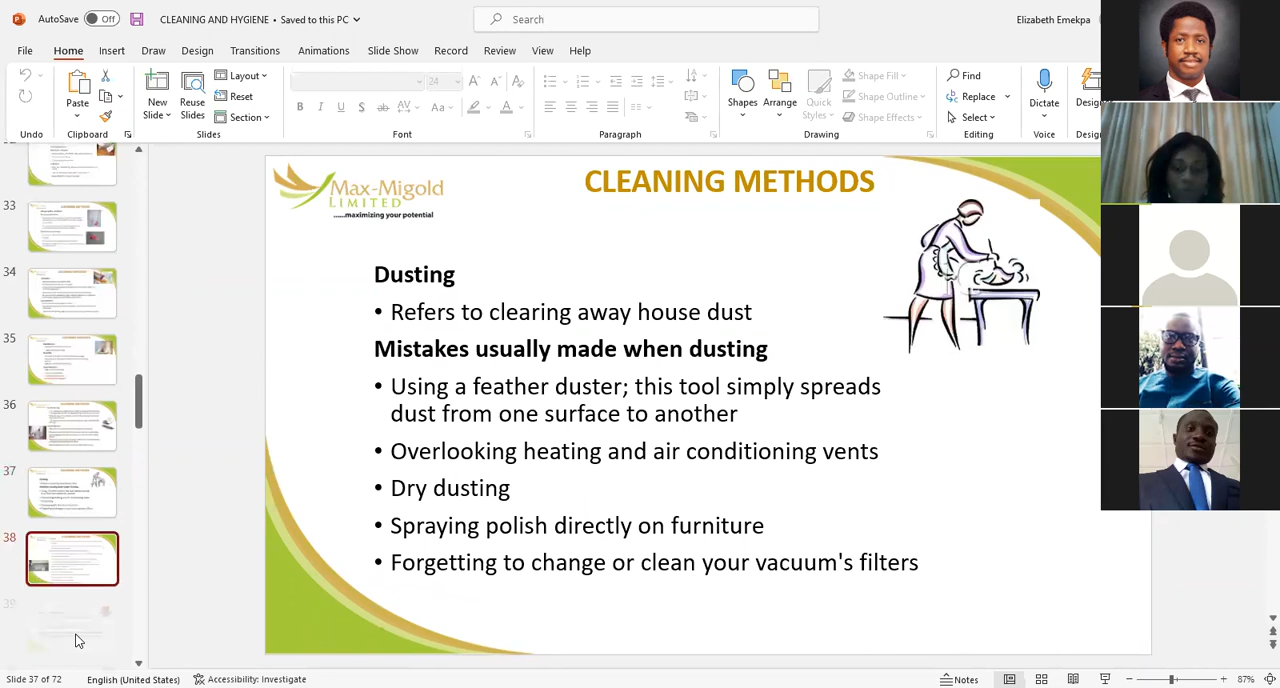 AutoSave Off CLEANING AND HYGIENE • Saved to this PC Search Elizabeth Emekpa
File Home Insert Draw Design Transitions Animations Slide Show Record Review View Help
Paste New Slide Reuse Slides Layout Reset Section 24 Shapes Arrange Quick Styles Shape Fill Shape Outline Shape Effects Find Replace Select Dictate
Undo Clipboard Slides Font Paragraph Drawing Editing Voice
33
34
35
36
37
38
39
Max-Migold
LIMITED
......maximizing your potential
CLEANING METHODS
Dusting
• Refers to clearing away house dust
Mistakes usually made when dusting
• Using a feather duster; this tool simply spreads
dust from one surface to another
• Overlooking heating and air conditioning vents
• Dry dusting
• Spraying polish directly on furniture
• Forgetting to change or clean your vacuum's filters
Slide 37 of 72 English (United States) Accessibility: Investigate Notes 87%